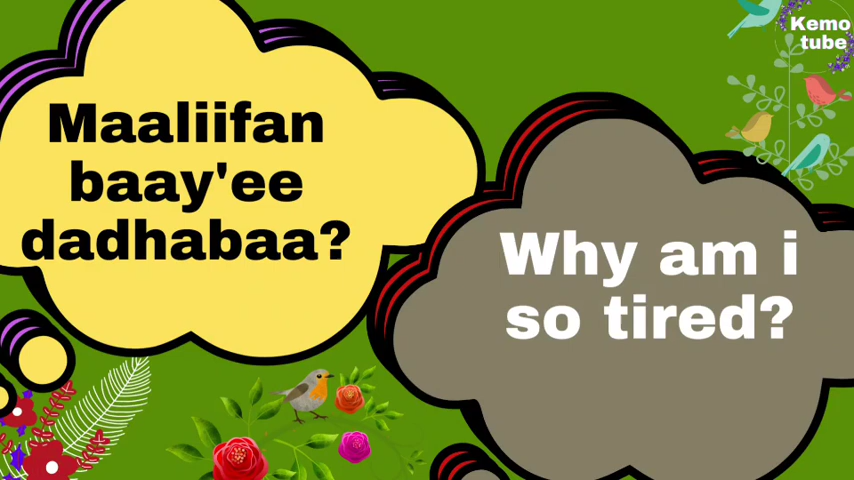 Maaliifan
baay'ee
dadhabaa?
Why am i
so tired?
Kemo
tube